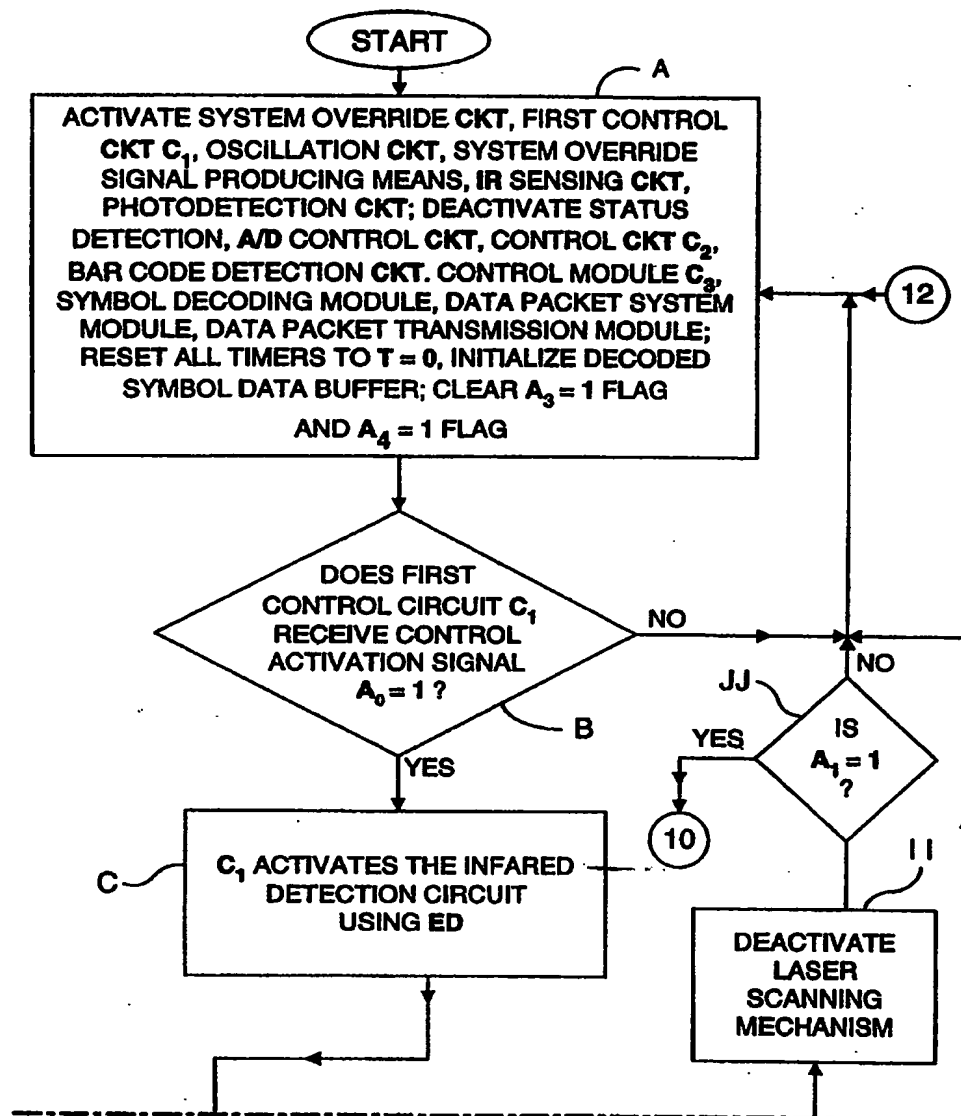 START
A
ACTIVATE SYSTEM OVERRIDE CKT, FIRST CONTROL
CKT C₁, OSCILLATION CKT, SYSTEM OVERRIDE
SIGNAL PRODUCING MEANS, IR SENSING CKT,
PHOTODETECTION CKT; DEACTIVATE STATUS
DETECTION, A/D CONTROL CKT, CONTROL CKT C₂,
BAR CODE DETECTION CKT. CONTROL MODULE C₃,
SYMBOL DECODING MODULE, DATA PACKET SYSTEM
MODULE, DATA PACKET TRANSMISSION MODULE;
RESET ALL TIMERS TO T = 0, INITIALIZE DECODED
SYMBOL DATA BUFFER; CLEAR A₃ = 1 FLAG
AND A₄ = 1 FLAG
12
DOES FIRST
CONTROL CIRCUIT C₁
RECEIVE CONTROL
ACTIVATION SIGNAL
A₀ = 1 ?
NO
B
YES
NO
JJ
IS
A₁ = 1
?
YES
10
C
C₁ ACTIVATES THE INFARED
DETECTION CIRCUIT
USING ED
II
DEACTIVATE
LASER
SCANNING
MECHANISM